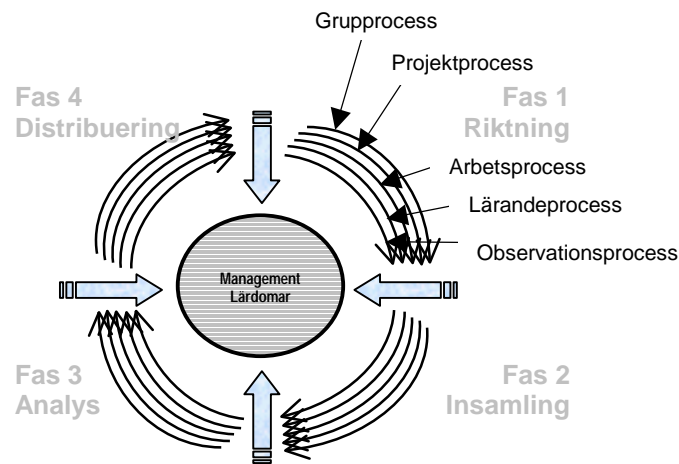 Grupprocess
Projektprocess
Fas 4
Distribuering
Fas 1
Riktning
Arbetsprocess
Lärandeprocess
Observationsprocess
Management
Lärdomar
Fas 3
Analys
Fas 2
Insamling